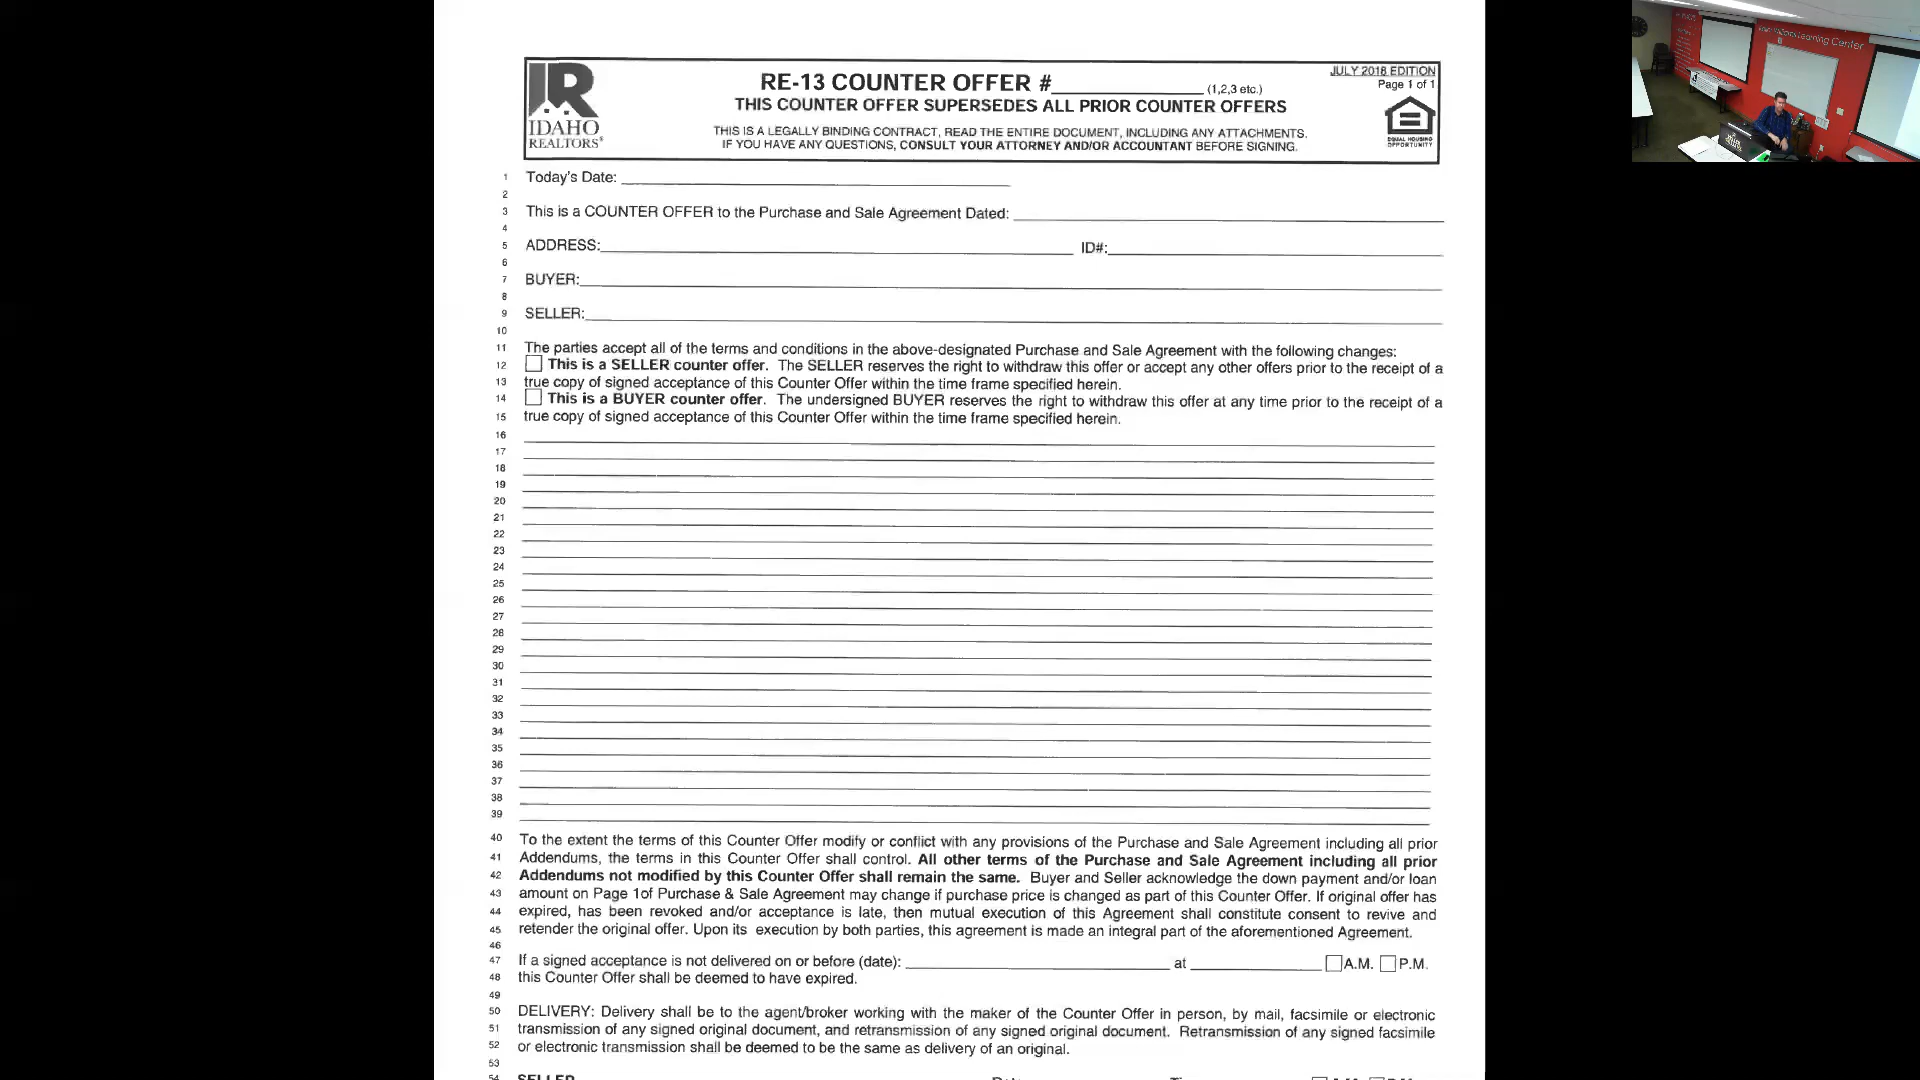 IR
IDAHO
REALTORS®
RE-13 COUNTER OFFER #____________ (1,2,3 etc.)
THIS COUNTER OFFER SUPERSEDES ALL PRIOR COUNTER OFFERS
THIS IS A LEGALLY BINDING CONTRACT, READ THE ENTIRE DOCUMENT, INCLUDING ANY ATTACHMENTS.
IF YOU HAVE ANY QUESTIONS, CONSULT YOUR ATTORNEY AND/OR ACCOUNTANT BEFORE SIGNING.
JULY 2018 EDITION
Page 1 of 1
EQUAL HOUSING
OPPORTUNITY
1 Today's Date:
2
3 This is a COUNTER OFFER to the Purchase and Sale Agreement Dated:
4
5 ADDRESS: ID#:
6
7 BUYER:
8
9 SELLER:
10
11 The parties accept all of the terms and conditions in the above-designated Purchase and Sale Agreement with the following changes:
12 This is a SELLER counter offer. The SELLER reserves the right to withdraw this offer or accept any other offers prior to the receipt of a
13 true copy of signed acceptance of this Counter Offer within the time frame specified herein.
14 This is a BUYER counter offer. The undersigned BUYER reserves the right to withdraw this offer at any time prior to the receipt of a
15 true copy of signed acceptance of this Counter Offer within the time frame specified herein.
16
17
18
19
20
21
22
23
24
25
26
27
28
29
30
31
32
33
34
35
36
37
38
39
40 To the extent the terms of this Counter Offer modify or conflict with any provisions of the Purchase and Sale Agreement including all prior
41 Addendums, the terms in this Counter Offer shall control. All other terms of the Purchase and Sale Agreement including all prior
42 Addendums not modified by this Counter Offer shall remain the same. Buyer and Seller acknowledge the down payment and/or loan
43 amount on Page 1of Purchase & Sale Agreement may change if purchase price is changed as part of this Counter Offer. If original offer has
44 expired, has been revoked and/or acceptance is late, then mutual execution of this Agreement shall constitute consent to revive and
45 retender the original offer. Upon its execution by both parties, this agreement is made an integral part of the aforementioned Agreement.
46
47 If a signed acceptance is not delivered on or before (date): at A.M. P.M.
48 this Counter Offer shall be deemed to have expired.
49
50 DELIVERY: Delivery shall be to the agent/broker working with the maker of the Counter Offer in person, by mail, facsimile or electronic
51 transmission of any signed original document, and retransmission of any signed original document. Retransmission of any signed facsimile
52 or electronic transmission shall be deemed to be the same as delivery of an original.
53
54 SELLER
Learning Center